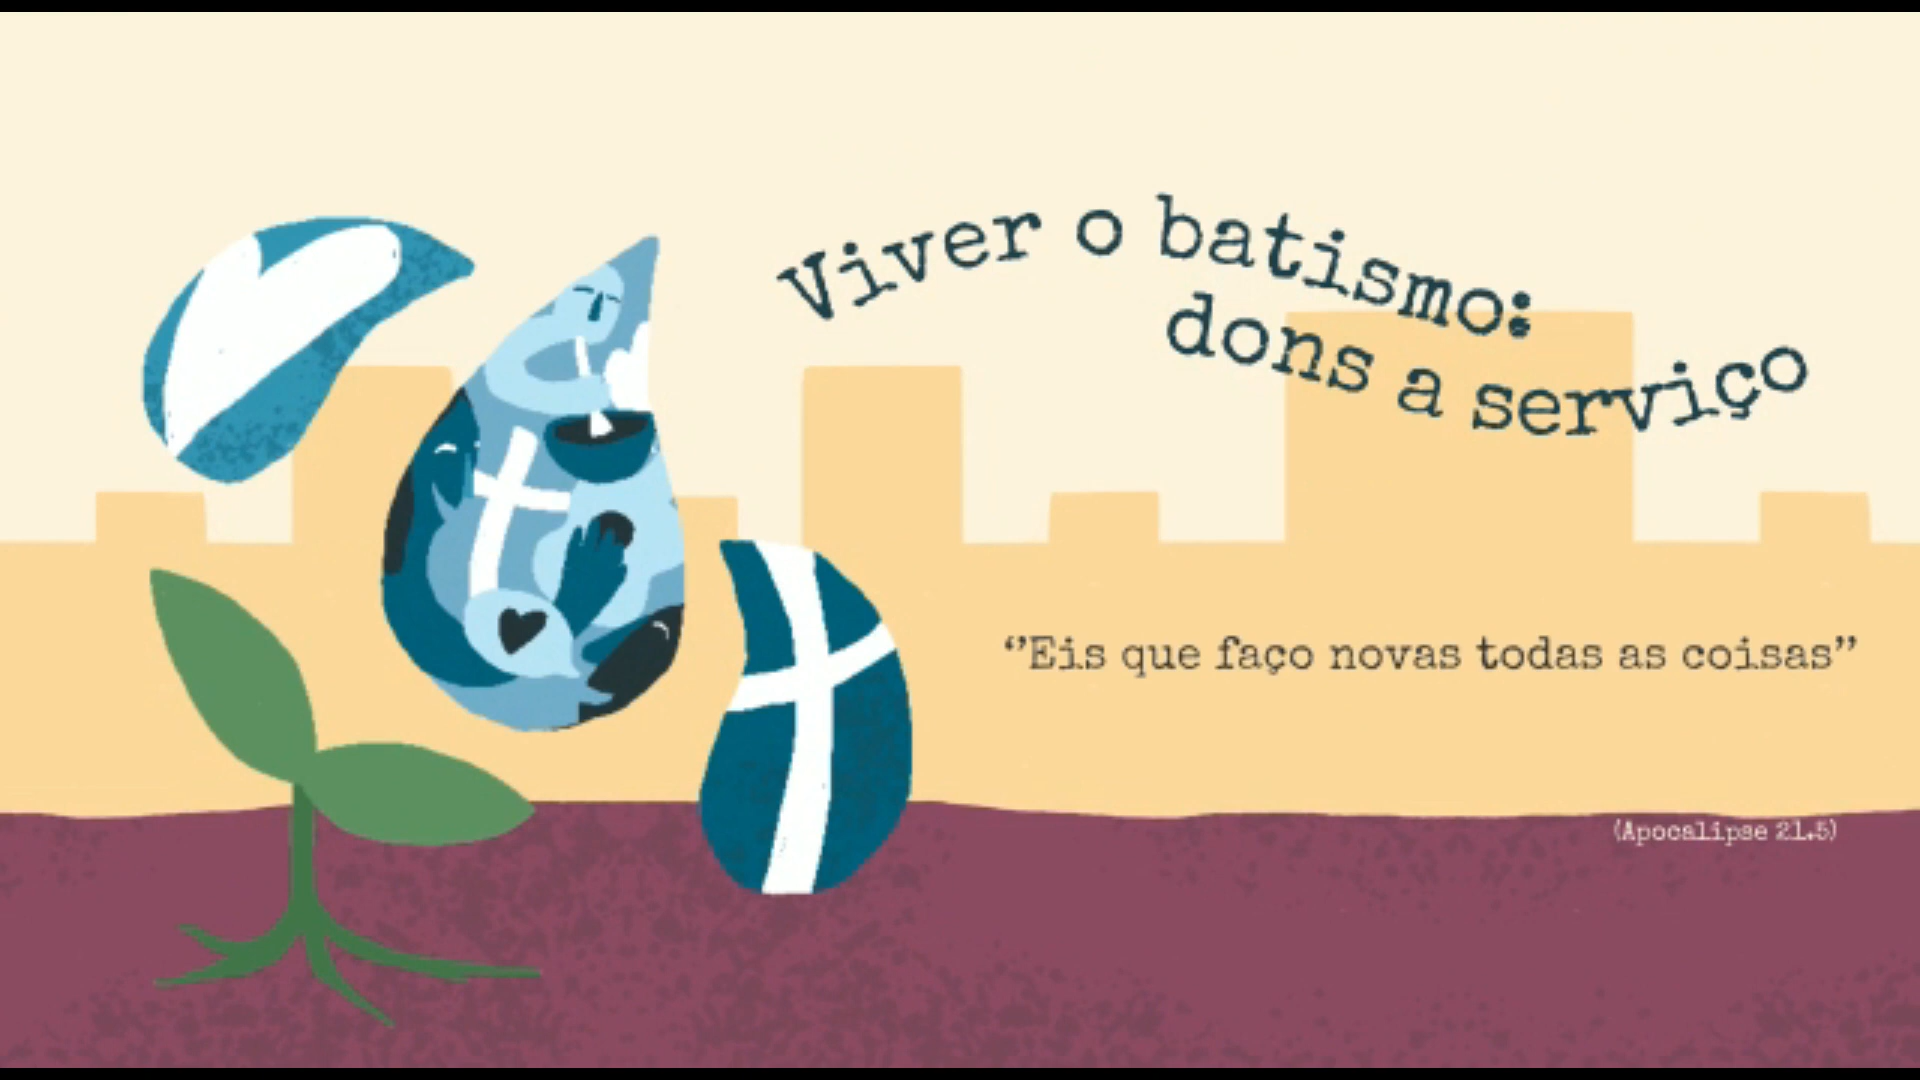 Viver o batismo:
dons a serviço
‘’Eis que faço novas todas as coisas”
(Apocalipse 21.5)